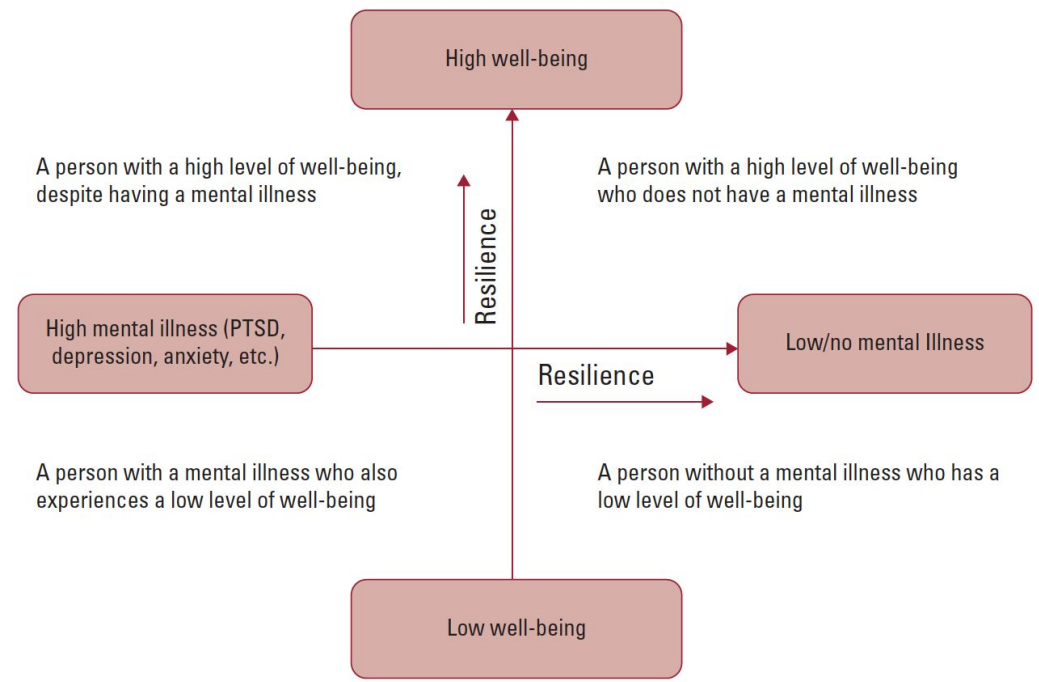 High well-being
A person with a high level of well-being,
despite having a mental illness
A person with a high level of well-being
who does not have a mental illness
Resilience
High mental illness (PTSD,
depression, anxiety, etc.)
Low/no mental Illness
Resilience
A person with a mental illness who also
experiences a low level of well-being
A person without a mental illness who has a
low level of well-being
Low well-being